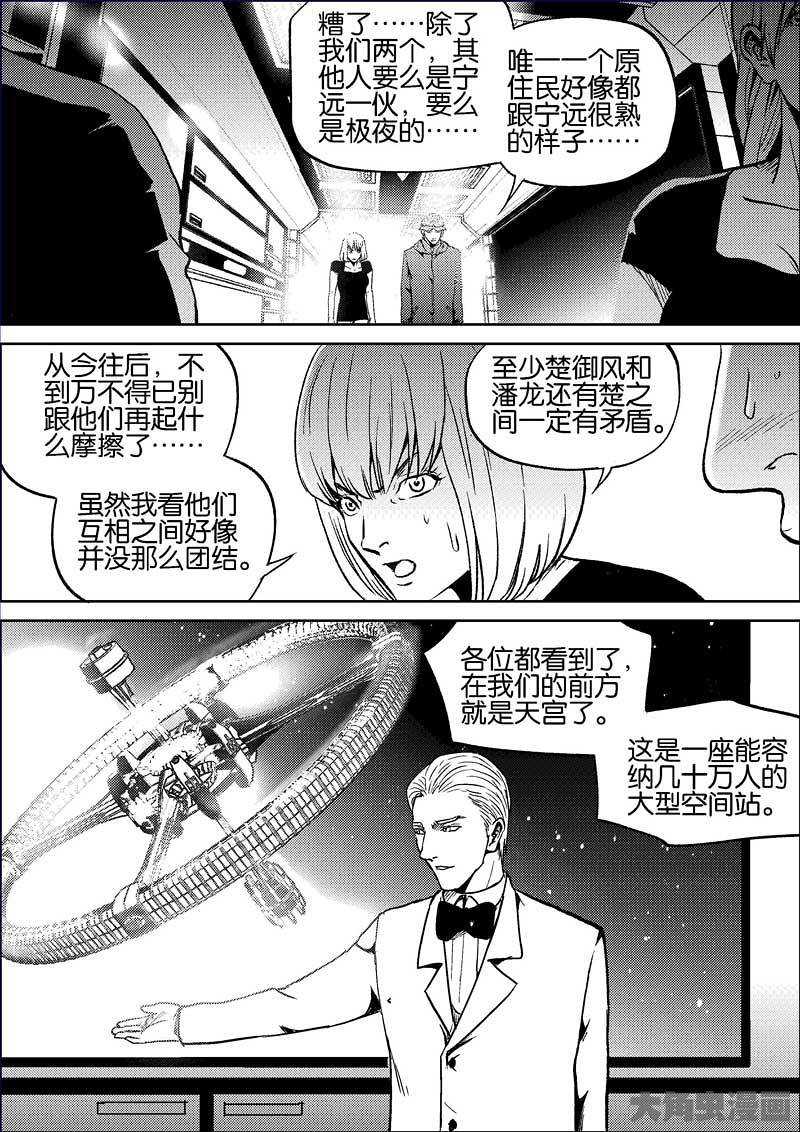 糟了……除了
我们两个，其
他人要么是宁
远一伙，要么
是极夜的……
唯一一个原
住民好像都
跟宁远很熟
的样子……
从今往后，不
到万不得已别
跟他们再起什
么摩擦了……
虽然我看他们
互相之间好像
并没那么团结。
至少楚御风和
潘龙还有楚之
间一定有矛盾。
各位都看到了，
在我们的前方
就是天宫了。
这是一座能容
纳几十万人的
大型空间站。
大角虫漫画